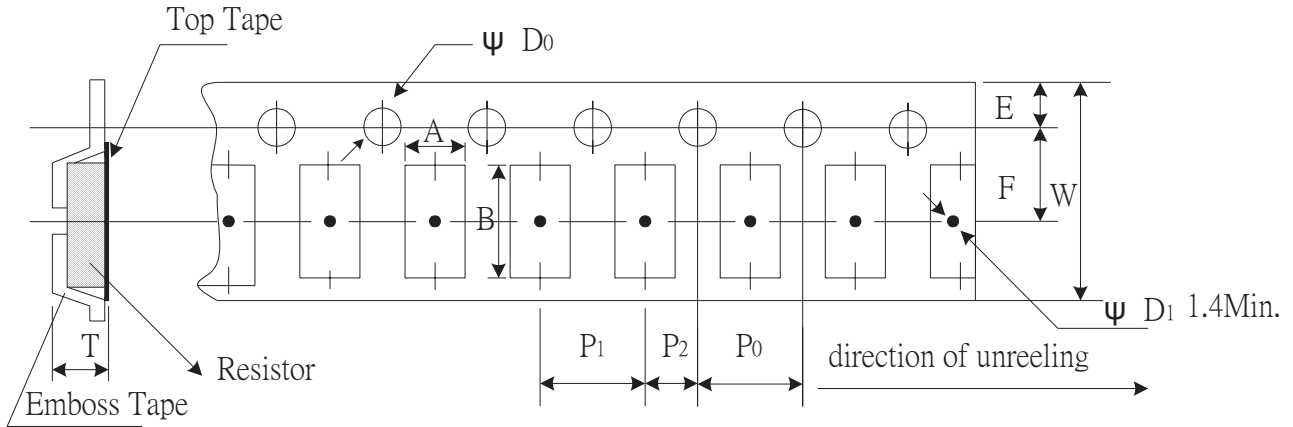 Top Tape
ψ D0
E
A
F
W
B
ψ D1 1.4Min.
T
P1
P2
P0
direction of unreeling
Resistor
Emboss Tape